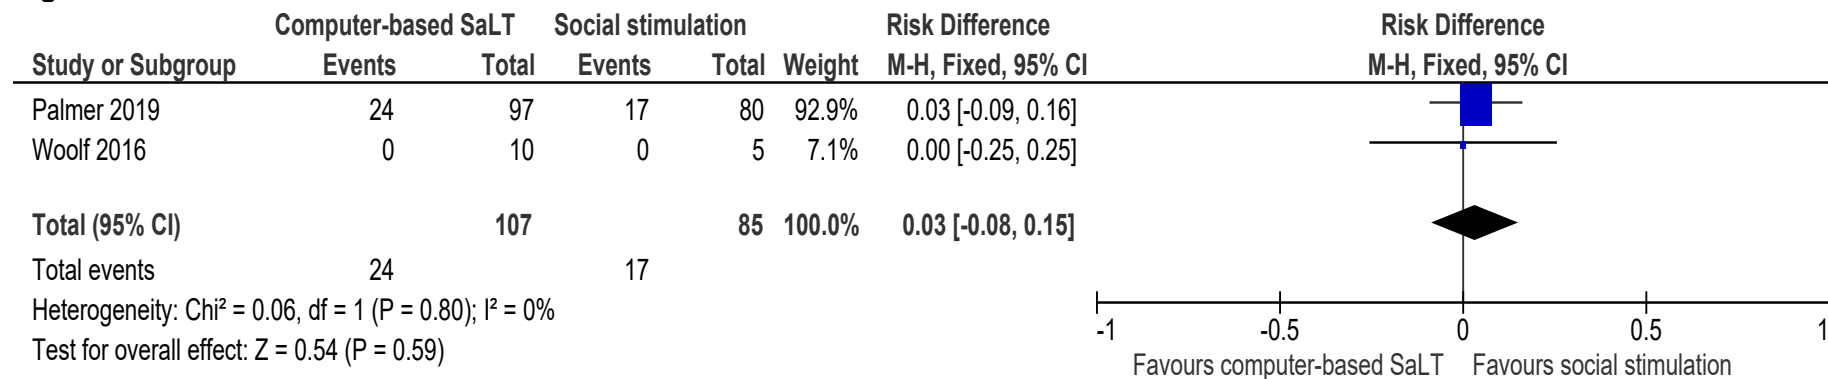 Computer-based SaLT Social stimulation Risk Difference Risk Difference
Study or Subgroup Events Total Events Total Weight M-H, Fixed, 95% CI M-H, Fixed, 95% CI
Palmer 2019 24 97 17 80 92.9% 0.03 [-0.09, 0.16]
Woolf 2016 0 10 0 5 7.1% 0.00 [-0.25, 0.25]
Total (95% CI) 107 85 100.0% 0.03 [-0.08, 0.15]
Total events 24 17
Heterogeneity: Chi² = 0.06, df = 1 (P = 0.80); I² = 0%
Test for overall effect: Z = 0.54 (P = 0.59)
-1 -0.5 0 0.5 1
Favours computer-based SaLT Favours social stimulation